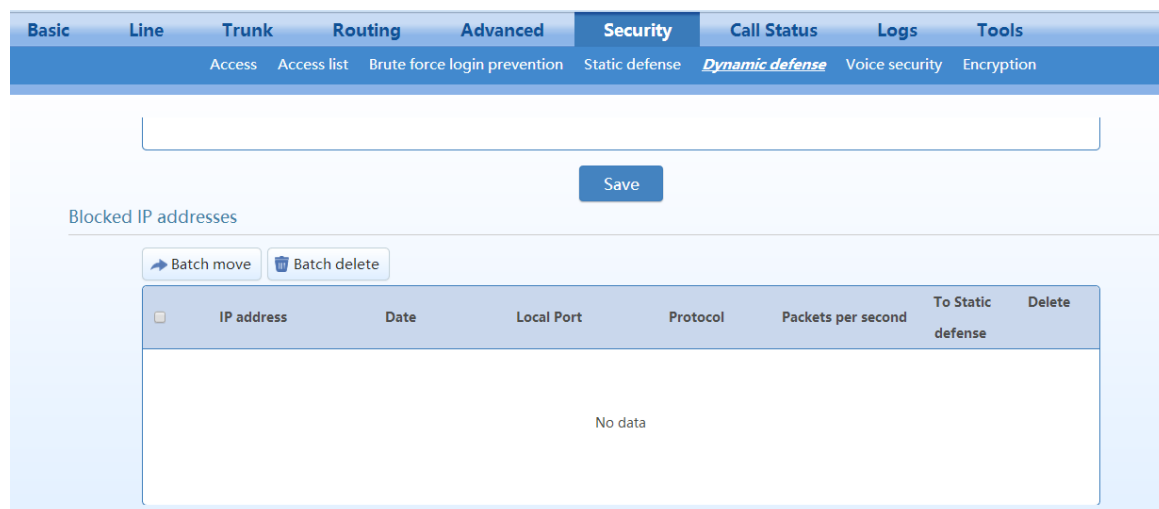 Basic Line Trunk Routing Advanced Security Call Status Logs Tools
Access Access list Brute force login prevention Static defense Dynamic defense Voice security Encryption
Save
Blocked IP addresses
Batch move Batch delete
IP address Date Local Port Protocol Packets per second To Static defense Delete
No data